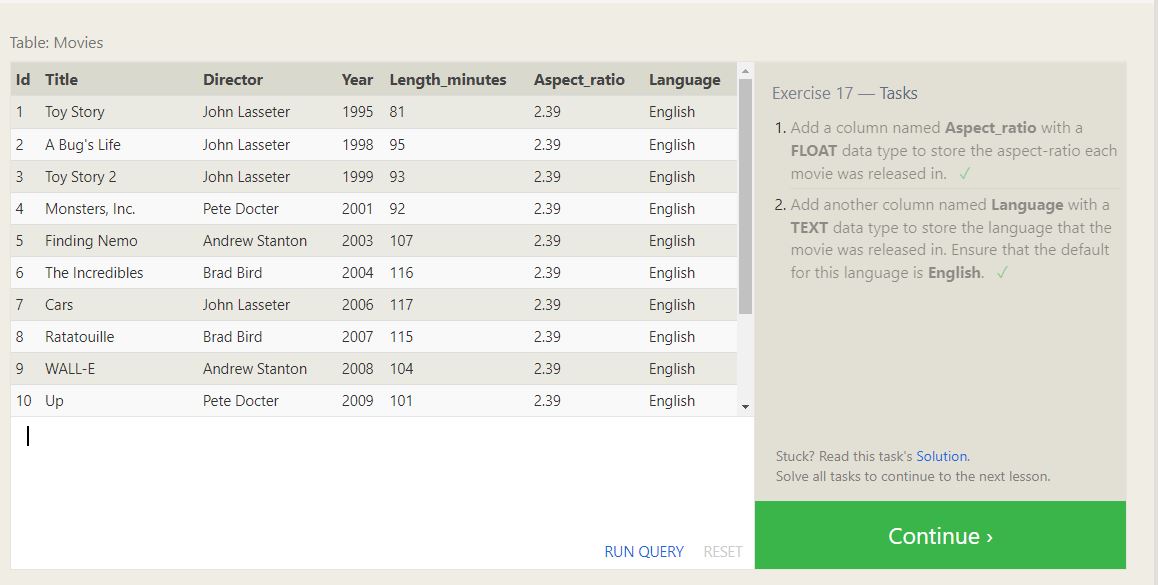 Table: Movies
Id Title Director Year Length_minutes Aspect_ratio Language
1 Toy Story John Lasseter 1995 81 2.39 English
2 A Bug's Life John Lasseter 1998 95 2.39 English
3 Toy Story 2 John Lasseter 1999 93 2.39 English
4 Monsters, Inc. Pete Docter 2001 92 2.39 English
5 Finding Nemo Andrew Stanton 2003 107 2.39 English
6 The Incredibles Brad Bird 2004 116 2.39 English
7 Cars John Lasseter 2006 117 2.39 English
8 Ratatouille Brad Bird 2007 115 2.39 English
9 WALL-E Andrew Stanton 2008 104 2.39 English
10 Up Pete Docter 2009 101 2.39 English
RUN QUERY RESET
Exercise 17 — Tasks
1. Add a column named Aspect_ratio with a
FLOAT data type to store the aspect-ratio each
movie was released in. ✓
2. Add another column named Language with a
TEXT data type to store the language that the
movie was released in. Ensure that the default
for this language is English. ✓
Stuck? Read this task's Solution.
Solve all tasks to continue to the next lesson.
Continue ›